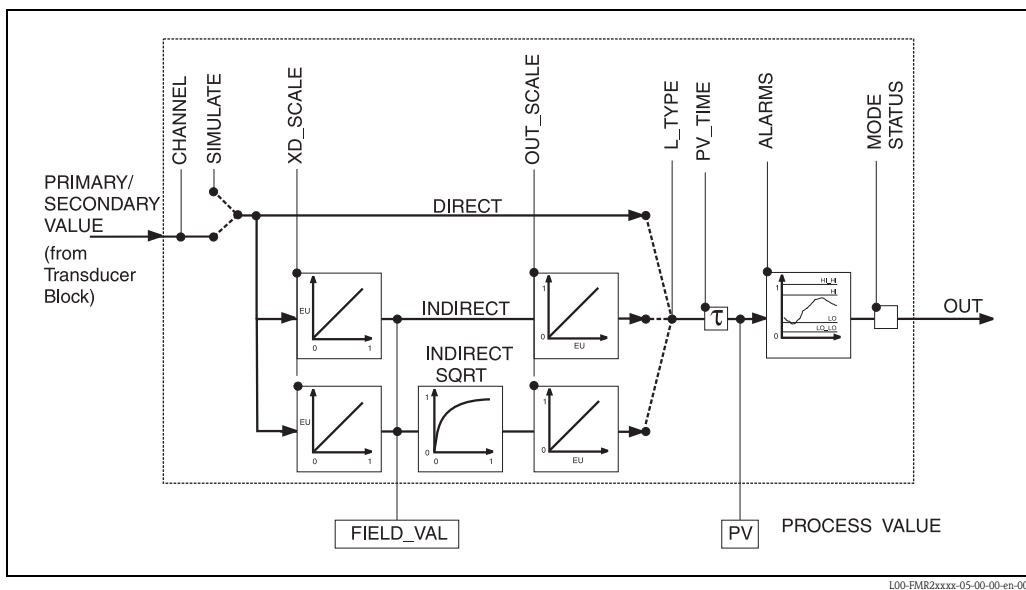 CHANNEL
SIMULATE
XD_SCALE
OUT_SCALE
L_TYPE
PV_TIME
ALARMS
MODE
STATUS
PRIMARY/
SECONDARY
VALUE
(from
Transducer
Block)
DIRECT
EU
0 1
INDIRECT
1
0
EU
τ
1
0
HI_HI
HI
LO
LO_LO
OUT
EU
0 1
INDIRECT
SQRT
1
0
0 1
1
0
EU
FIELD_VAL
PV
PROCESS VALUE
L00-FMR2xxxx-05-00-00-en-00